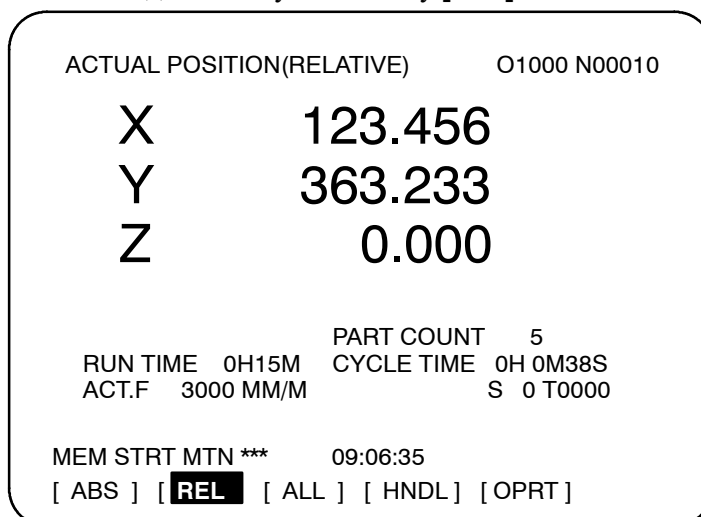 ACTUAL POSITION(RELATIVE) O1000 N00010
X 123.456
Y 363.233
Z 0.000
PART COUNT 5
RUN TIME 0H15M CYCLE TIME 0H 0M38S
ACT.F 3000 MM/M S 0 T0000
MEM STRT MTN *** 09:06:35
[ ABS ] [ REL [ ALL ] [ HNDL ] [ OPRT ]